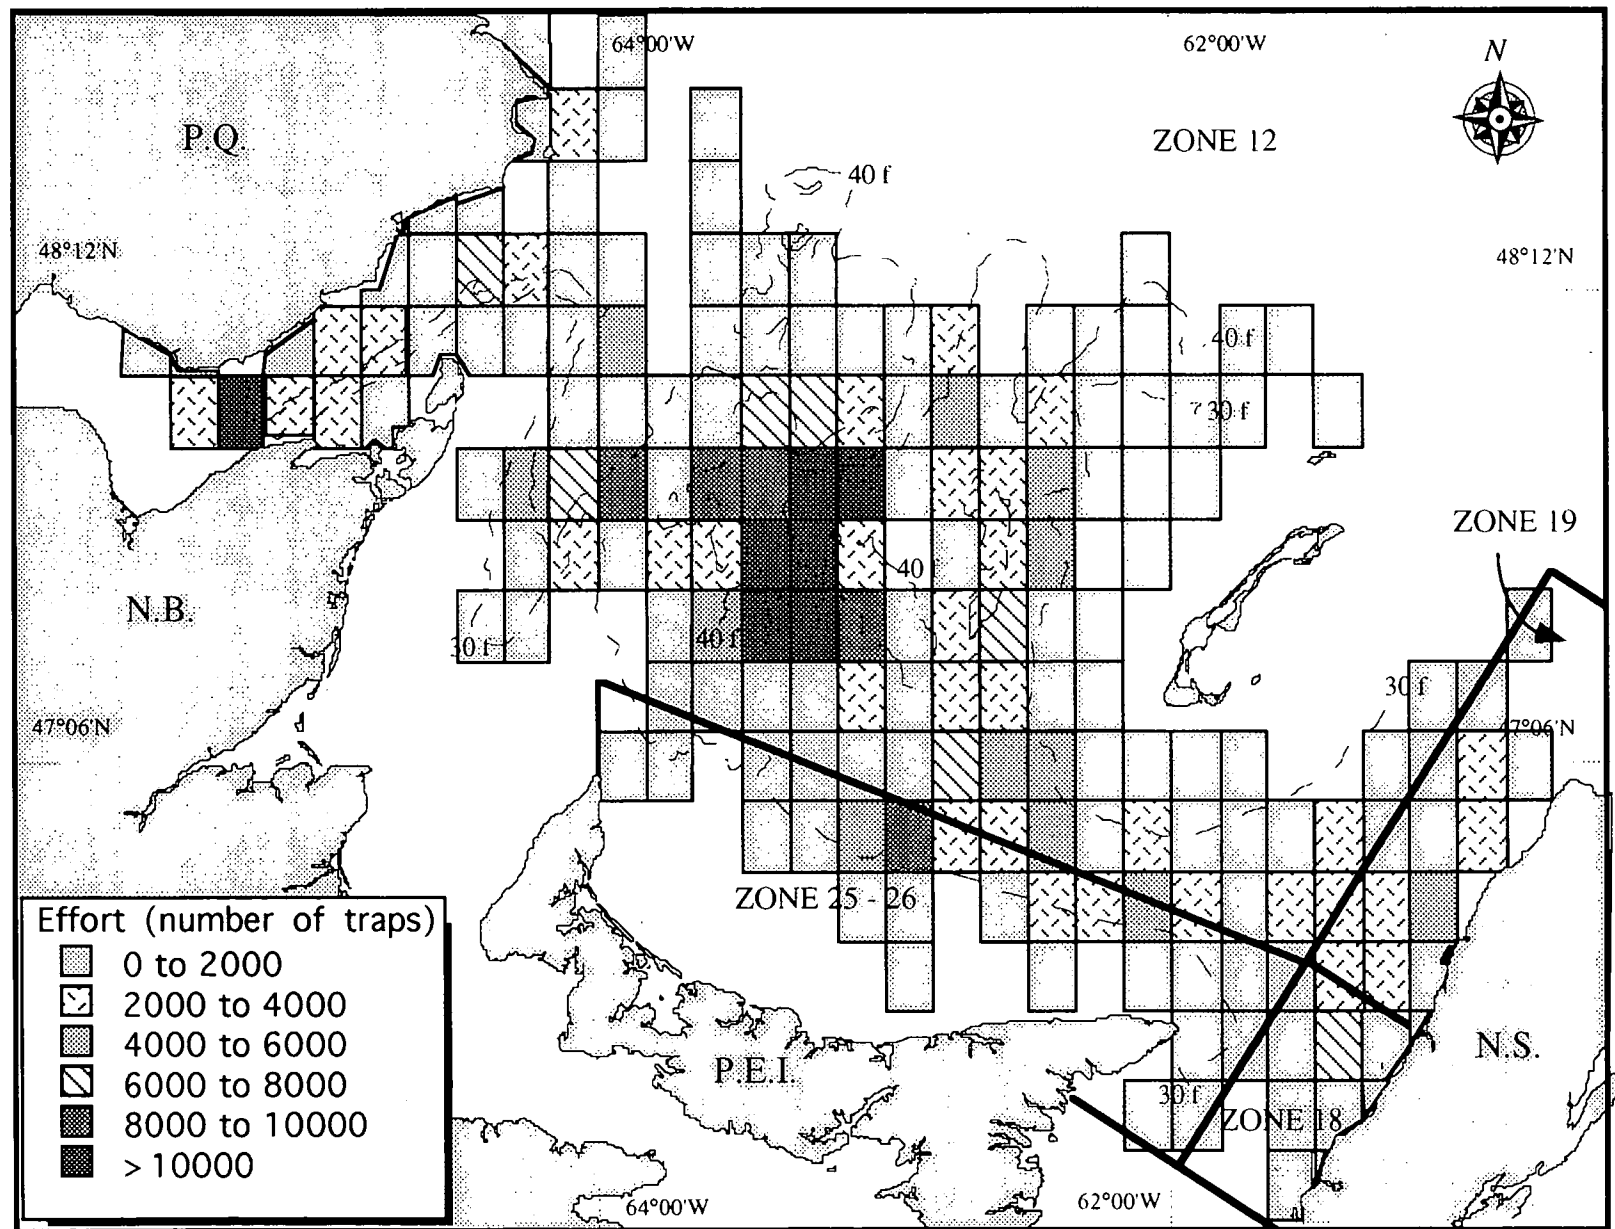 64°00'W
62°00'W
N
P.Q.
ZONE 12
40 f
48°12'N
48°12'N
40 f
30 f
ZONE 19
40
N.B.
30 f
40 f
30 f
47°06'N
47°06'N
ZONE 25 - 26
Effort (number of traps)
0 to 2000
2000 to 4000
4000 to 6000
6000 to 8000
8000 to 10000
> 10000
P.E.I.
N.S.
30 f
ZONE 18
64°00'W
62°00'W